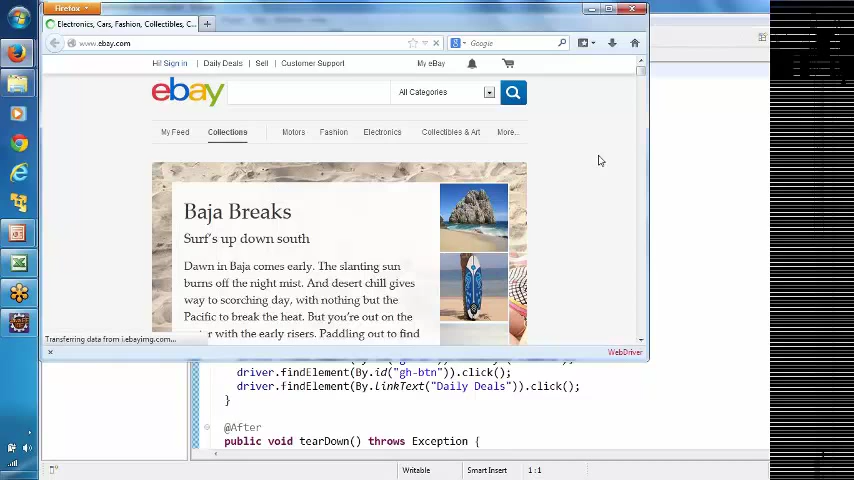 Firefox
Electronics, Cars, Fashion, Collectibles, C...
www.ebay.com
Google
Hi! Sign in | Daily Deals | Sell | Customer Support
My eBay
ebay
All Categories
My Feed
Collections
Motors
Fashion
Electronics
Collectibles & Art
More...
Baja Breaks
Surf's up down south
Dawn in Baja comes early. The slanting sun
burns off the night mist. And desert chill gives
way to scorching day, with nothing but the
Pacific to break the heat. But you're out on the
with the early risers. Paddling out to find
Transferring data from i.ebayimg.com...
WebDriver
driver.findElement(By.id("gh-btn")).click();
driver.findElement(By.linkText("Daily Deals")).click();
}
@After
public void tearDown() throws Exception {
Writable
Smart Insert
1 : 1